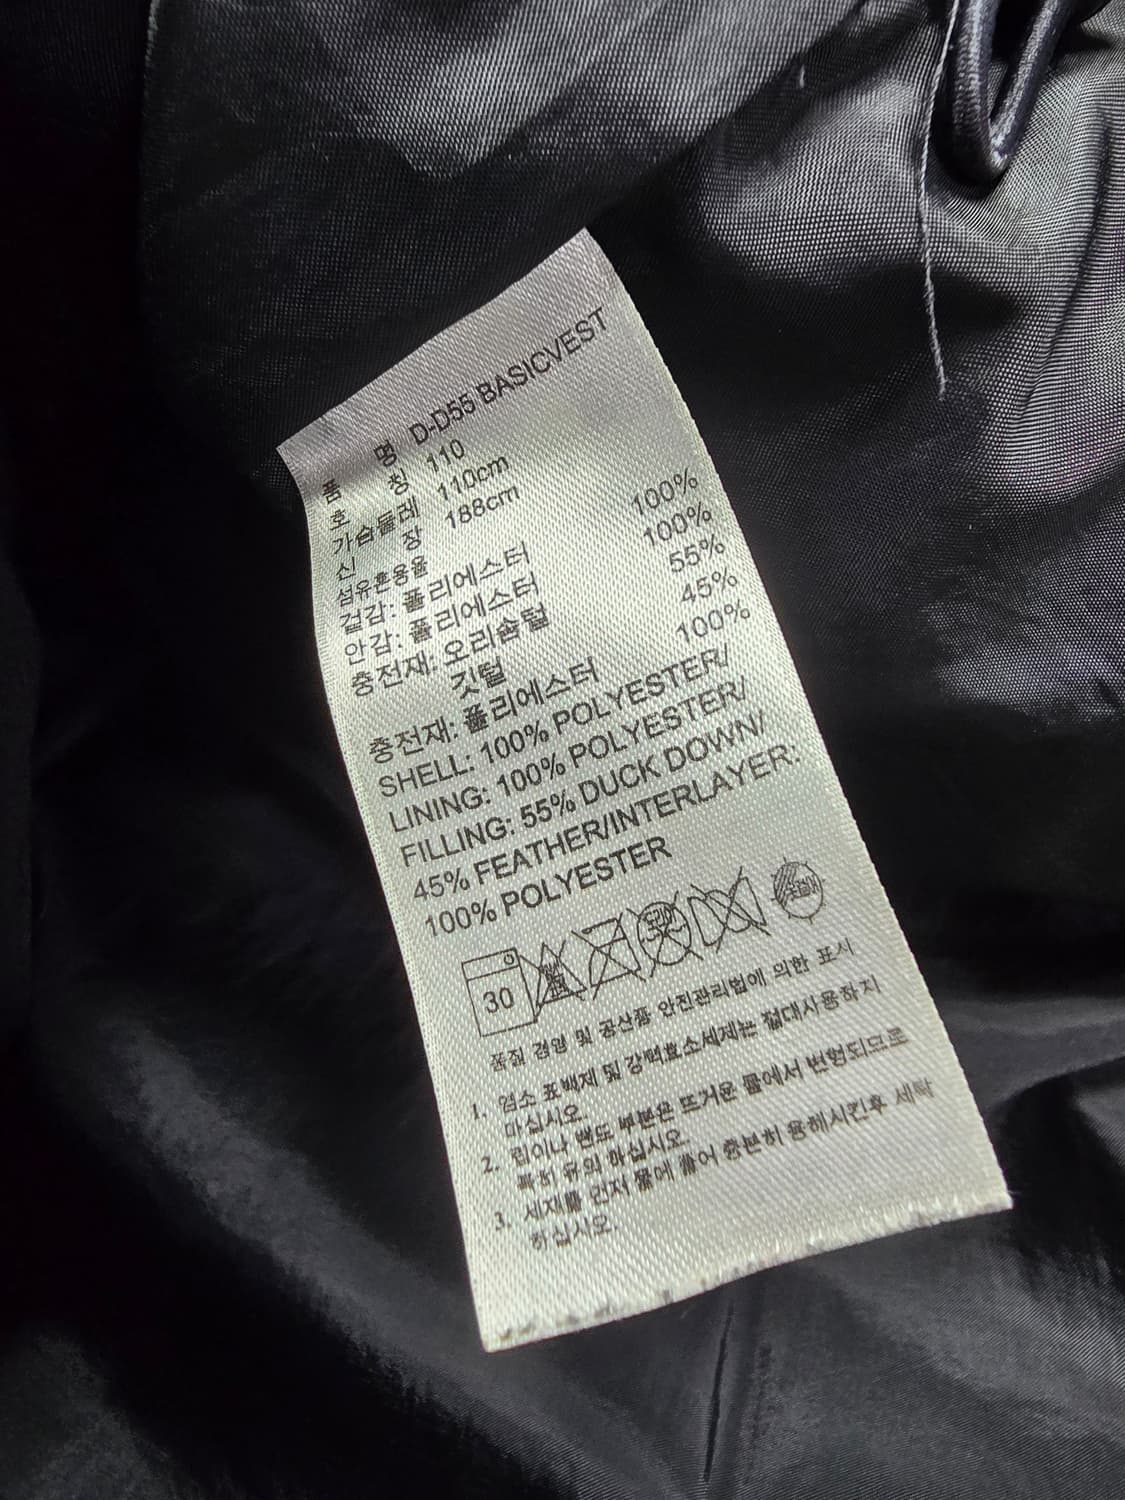 품 명 D-D55 BASICVEST
호 칭 110
가슴둘레 110cm
신 장 188cm
섬유혼용율
겉감: 폴리에스터 100%
안감: 폴리에스터 100%
충전재: 오리솜털 55%
깃털 45%
충전재: 폴리에스터 100%
SHELL: 100% POLYESTER/
LINING: 100% POLYESTER/
FILLING: 55% DUCK DOWN/
45% FEATHER/INTERLAYER:
100% POLYESTER
30
품질 경영 및 공산품 안전관리법에 의한 표시
1. 염소 표백제 및 강력효소세제는 절대사용하지
마십시오.
2. 립이나 밴드 부분은 뜨거운 물에서 변형되므로
특히 유의 하십시오.
3. 세제를 먼저 물에 풀어 충분히 용해시킨후 세탁
하십시오.